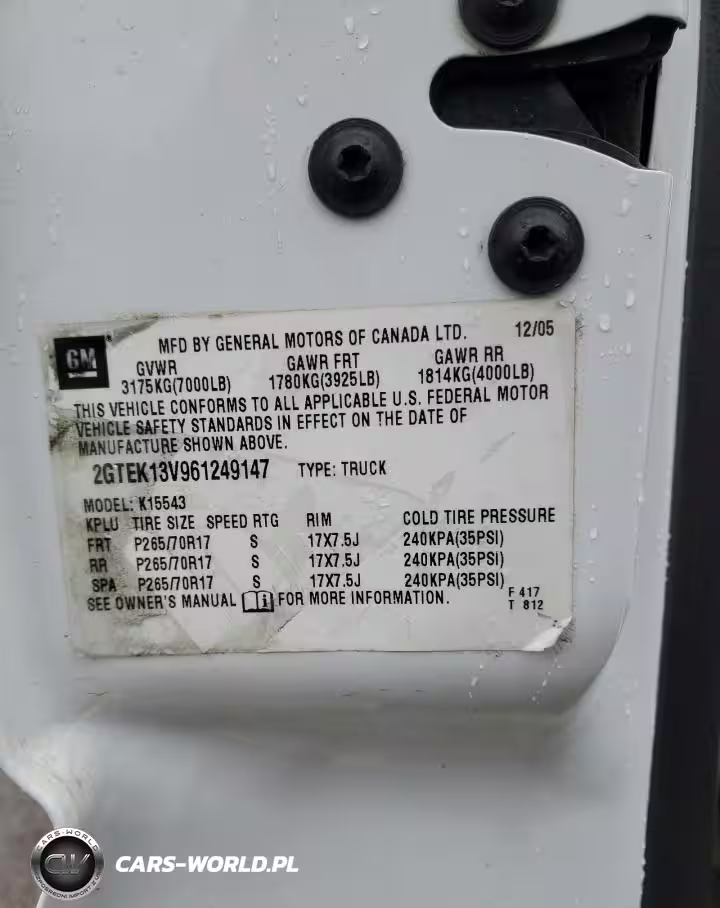 MFD BY GENERAL MOTORS OF CANADA LTD. 12/05
GM
GVWR GAWR FRT GAWR RR
3175KG(7000LB) 1780KG(3925LB) 1814KG(4000LB)
THIS VEHICLE CONFORMS TO ALL APPLICABLE U.S. FEDERAL MOTOR
VEHICLE SAFETY STANDARDS IN EFFECT ON THE DATE OF
MANUFACTURE SHOWN ABOVE.
2GTEK13V961249147 TYPE: TRUCK
MODEL: K15543
KPLU TIRE SIZE SPEED RTG RIM COLD TIRE PRESSURE
FRT P265/70R17 S 17X7.5J 240KPA(35PSI)
RR P265/70R17 S 17X7.5J 240KPA(35PSI)
SPA P265/70R17 S 17X7.5J 240KPA(35PSI)
SEE OWNER'S MANUAL FOR MORE INFORMATION.
F 417
T 812
CARS-WORLD
CW
CARS-WORLD.PL